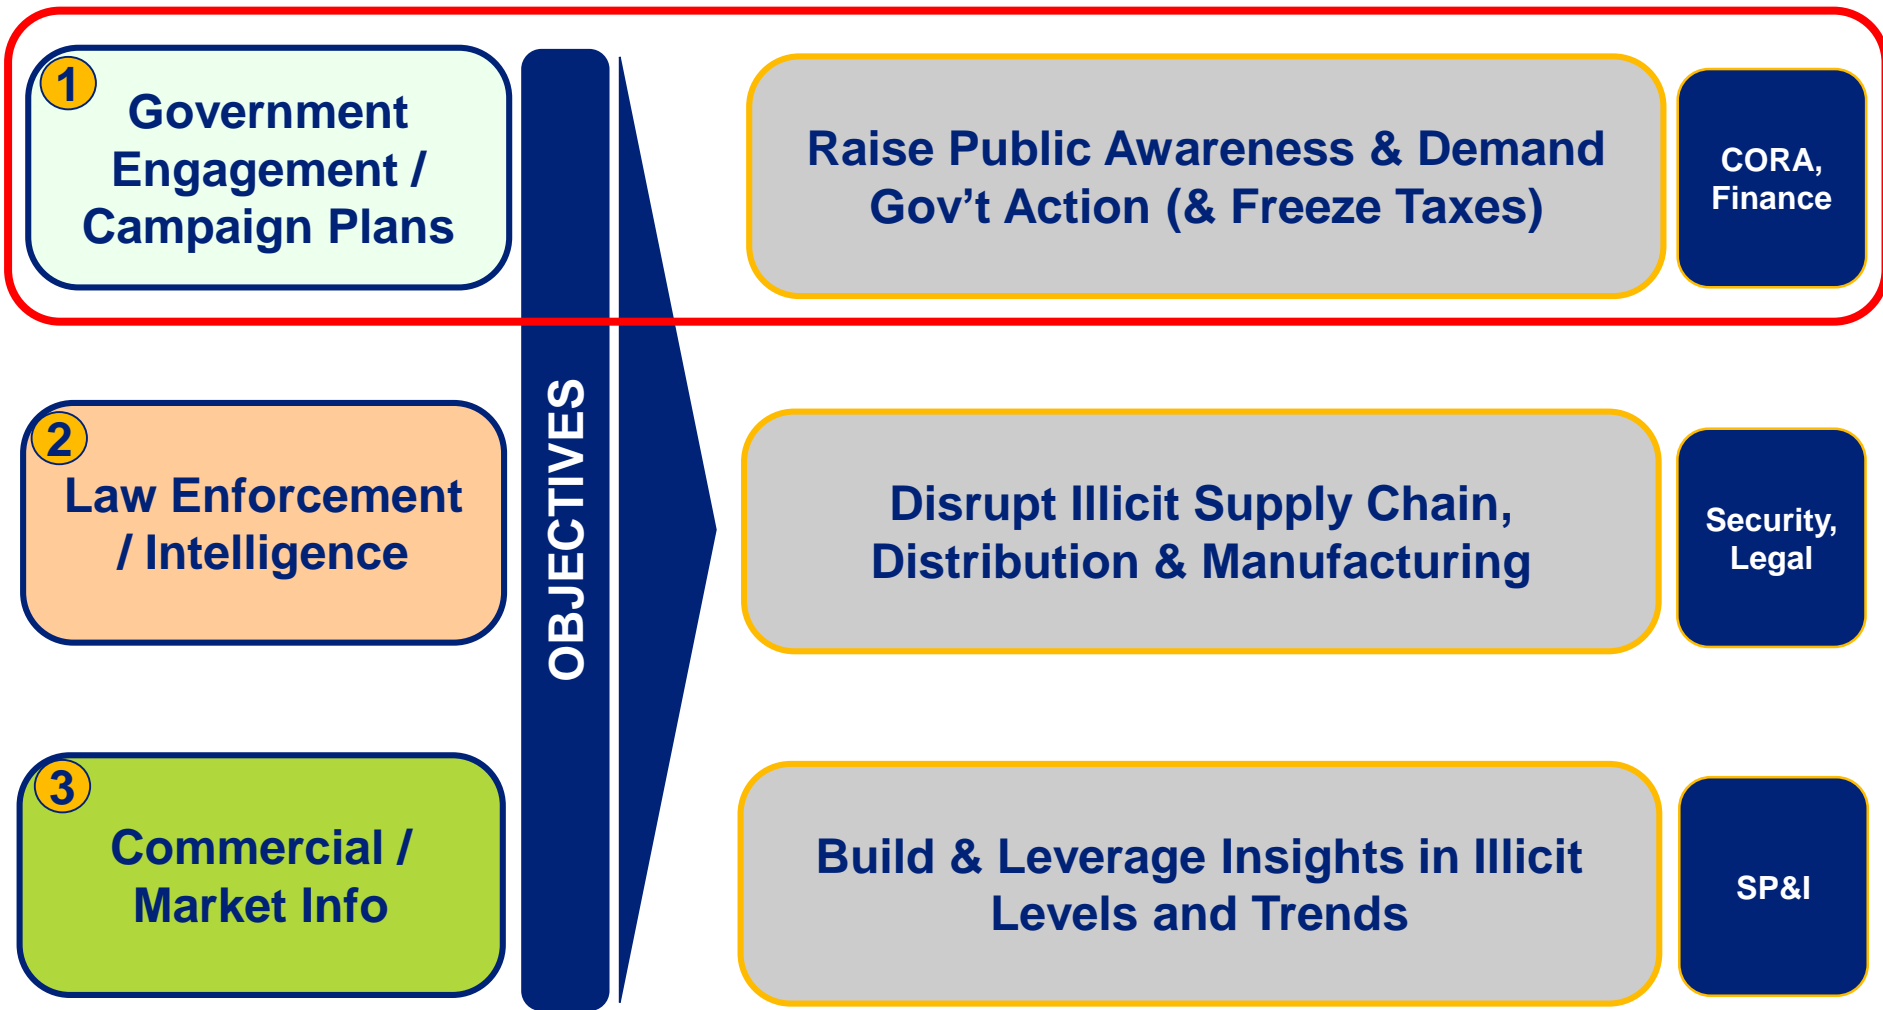 1
Government
Engagement /
Campaign Plans
Raise Public Awareness & Demand
Gov’t Action (& Freeze Taxes)
CORA,
Finance
OBJECTIVES
2
Law Enforcement
/ Intelligence
Disrupt Illicit Supply Chain,
Distribution & Manufacturing
Security,
Legal
3
Commercial /
Market Info
Build & Leverage Insights in Illicit
Levels and Trends
SP&I